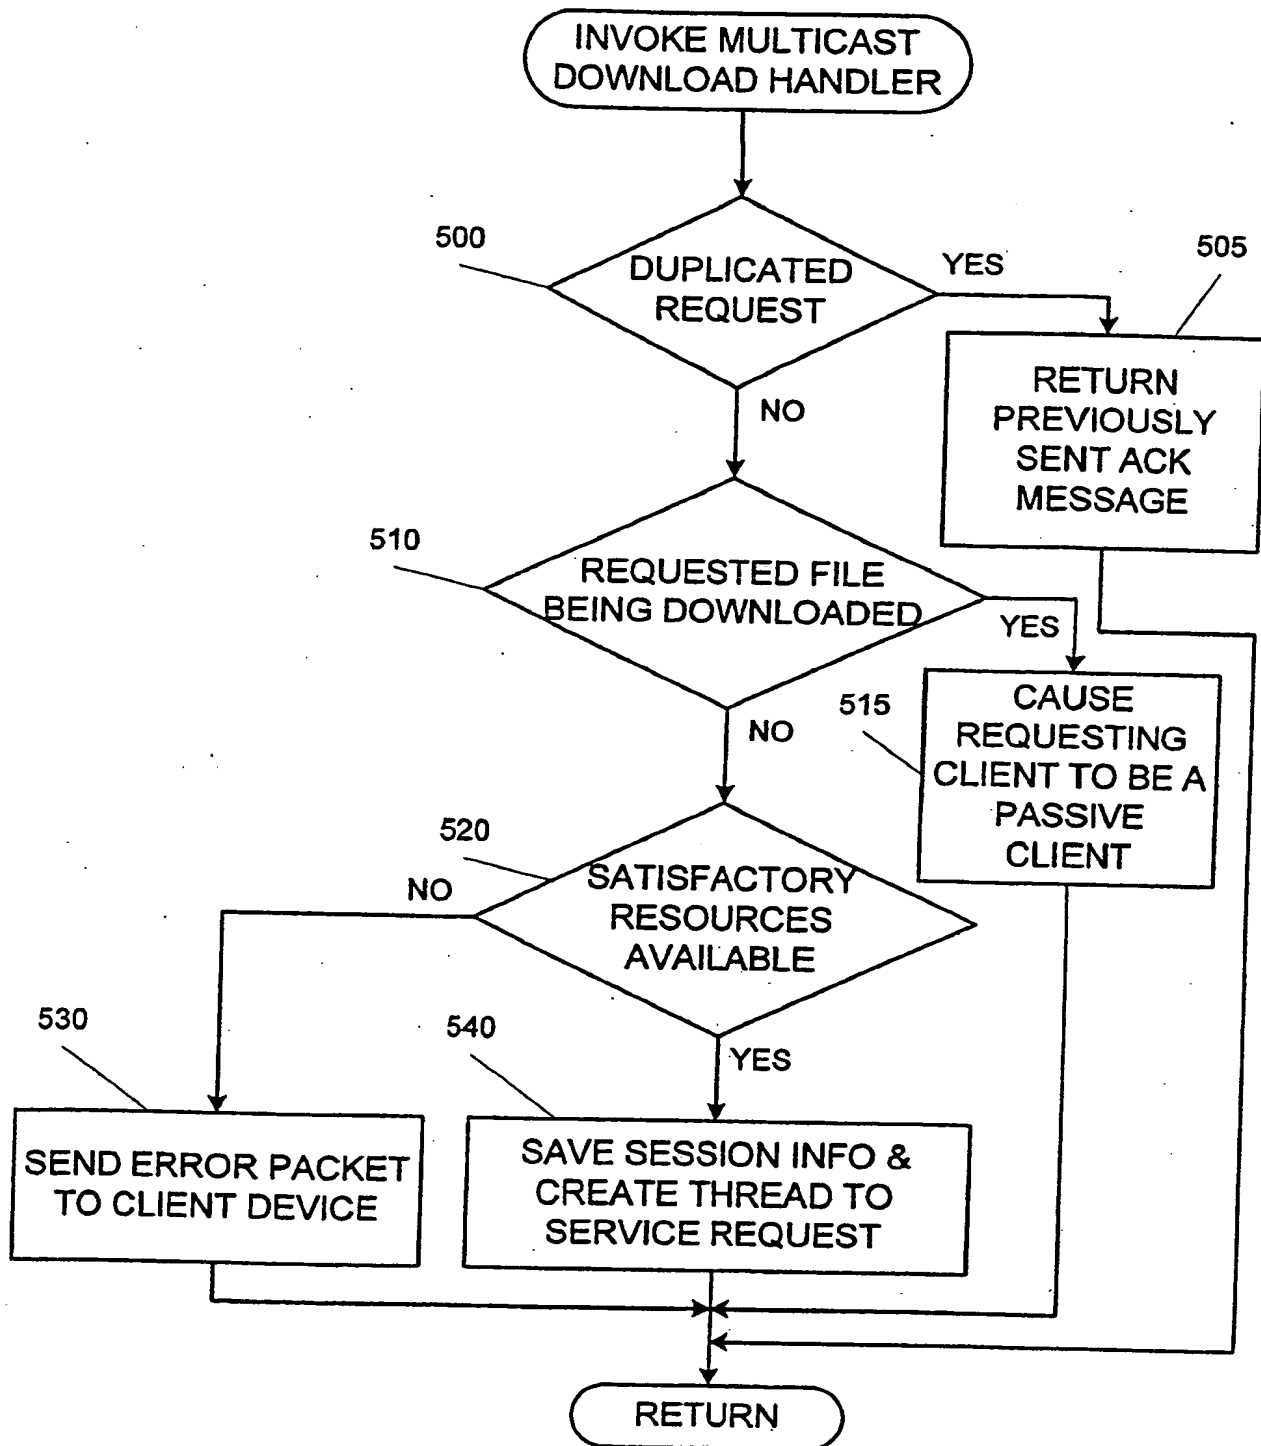 INVOKE MULTICAST
DOWNLOAD HANDLER
500
DUPLICATED
REQUEST
YES
505
NO
RETURN
PREVIOUSLY
SENT ACK
MESSAGE
510
REQUESTED FILE
BEING DOWNLOADED
YES
NO
515
CAUSE
REQUESTING
CLIENT TO BE A
PASSIVE
CLIENT
520
NO
SATISFACTORY
RESOURCES
AVAILABLE
530
540
YES
SEND ERROR PACKET
TO CLIENT DEVICE
SAVE SESSION INFO &
CREATE THREAD TO
SERVICE REQUEST
RETURN